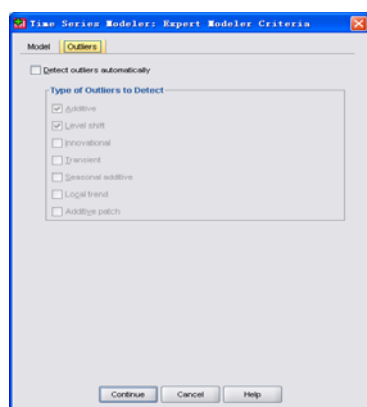 Time Series Modeler: Expert Modeler Criteria
Model Outliers
Detect outliers automatically
Type of Outliers to Detect
Additive
Level shift
Innovational
Transient
Seasonal additive
Local trend
Additive patch
Continue Cancel Help